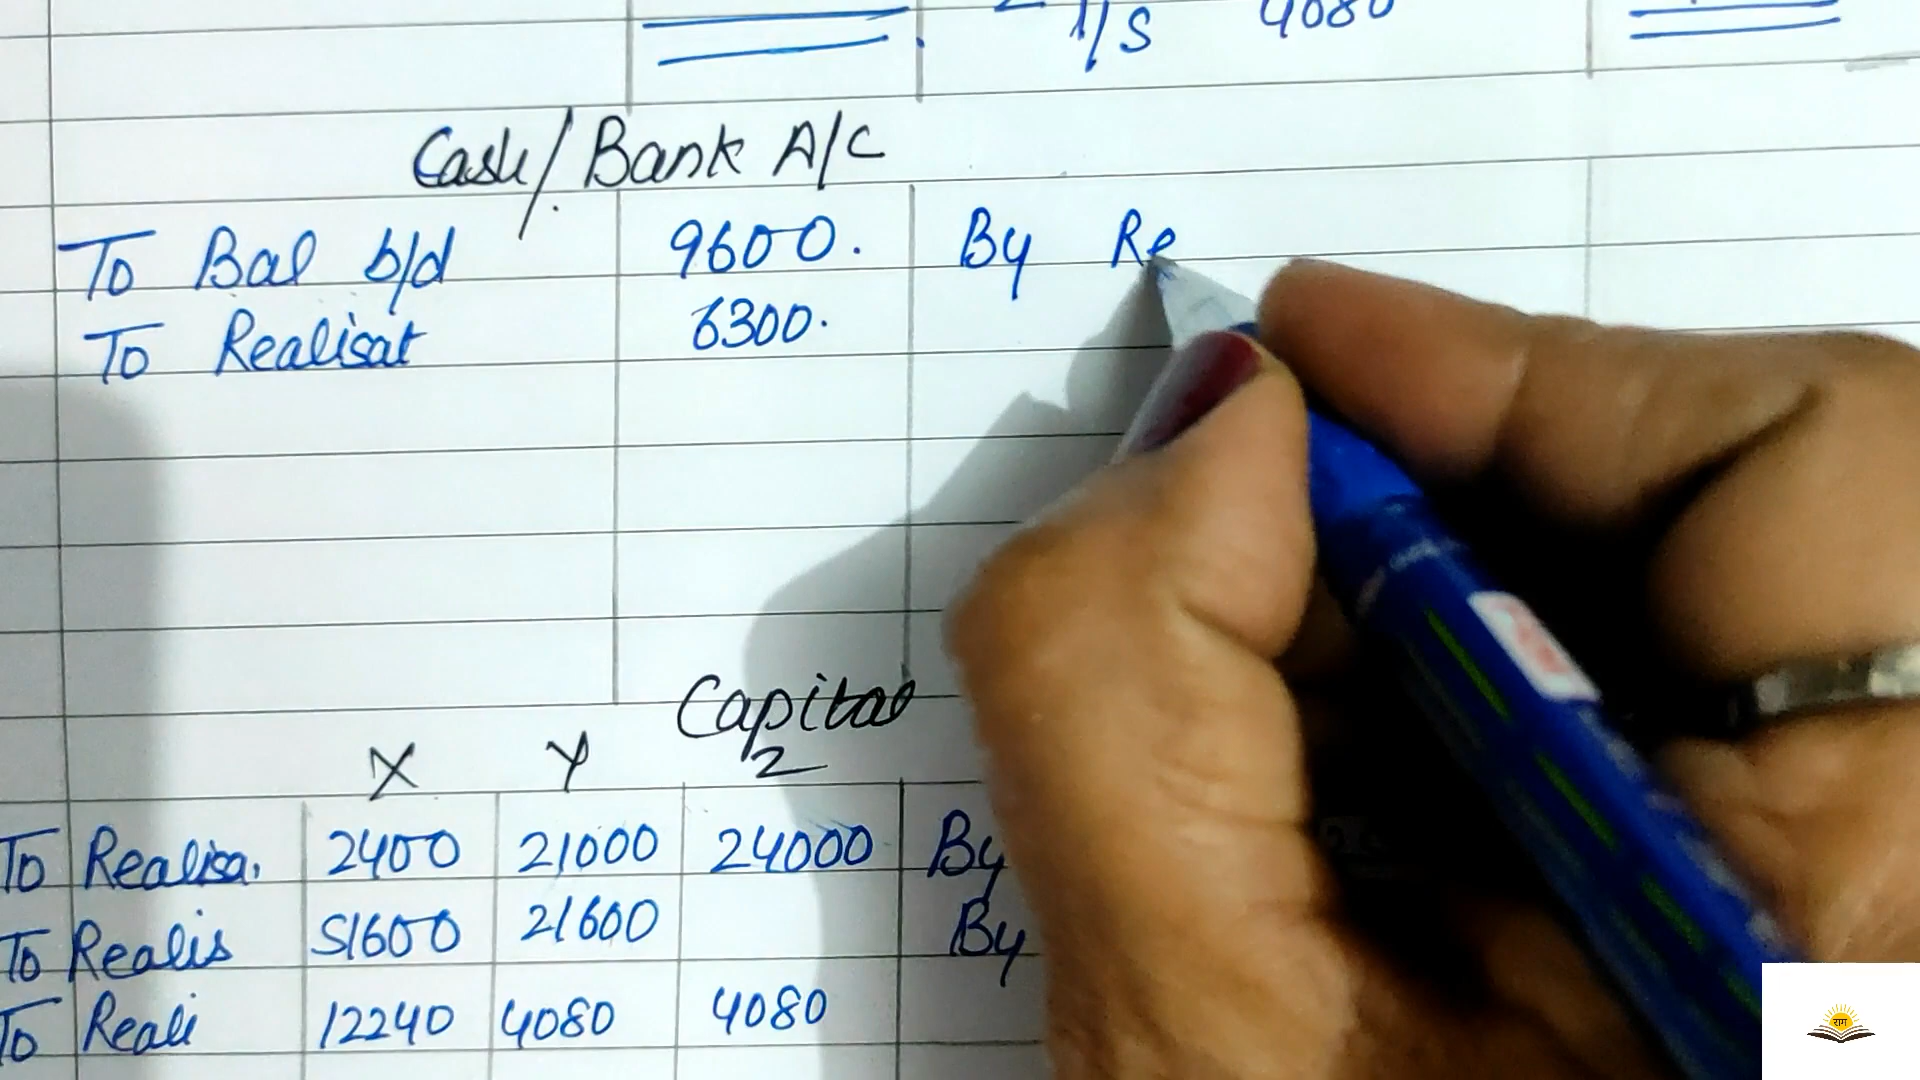 1/S 4080
Cash/Bank A/C
To Bal b/d 9600. By Re
To Realisat 6300.
Capital
X Y Z
To Realisa. 2400 21000 24000 By
To Realis 51600 21600 By
To Reali 12240 4080 4080
राग